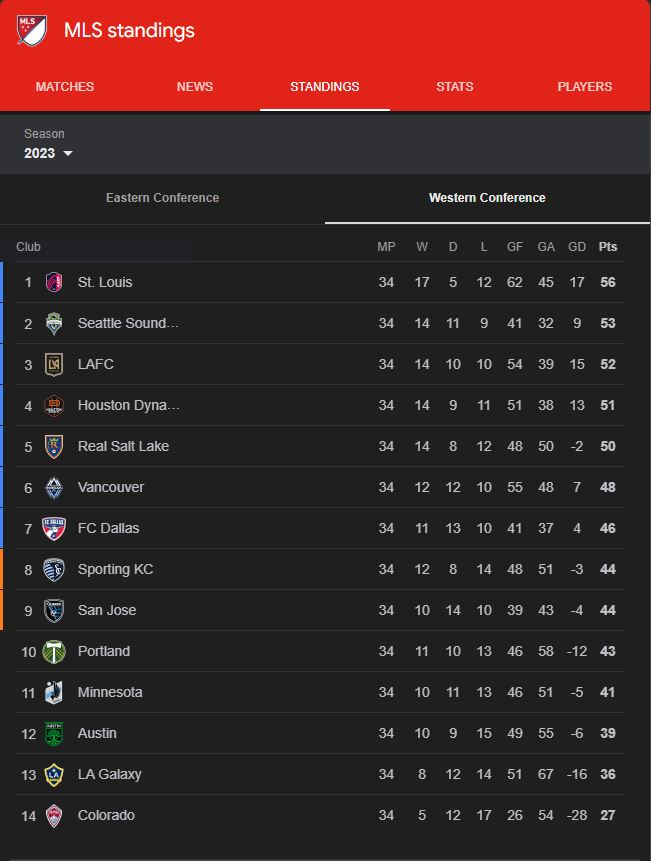 MLS
MLS standings
MATCHES NEWS STANDINGS STATS PLAYERS
Season
2023
Eastern Conference Western Conference
Club MP W D L GF GA GD Pts
1 St. Louis 34 17 5 12 62 45 17 56
2 Seattle Sound... 34 14 11 9 41 32 9 53
3 LAFC 34 14 10 10 54 39 15 52
4 Houston Dyna... 34 14 9 11 51 38 13 51
5 Real Salt Lake 34 14 8 12 48 50 -2 50
6 Vancouver 34 12 12 10 55 48 7 48
7 FC DALLAS FC Dallas 34 11 13 10 41 37 4 46
8 Sporting KC 34 12 8 14 48 51 -3 44
9 San Jose 34 10 14 10 39 43 -4 44
10 Portland 34 11 10 13 46 58 -12 43
11 Minnesota 34 10 11 13 46 51 -5 41
12 AUSTIN Austin 34 10 9 15 49 55 -6 39
13 LA LA Galaxy 34 8 12 14 51 67 -16 36
14 Colorado 34 5 12 17 26 54 -28 27